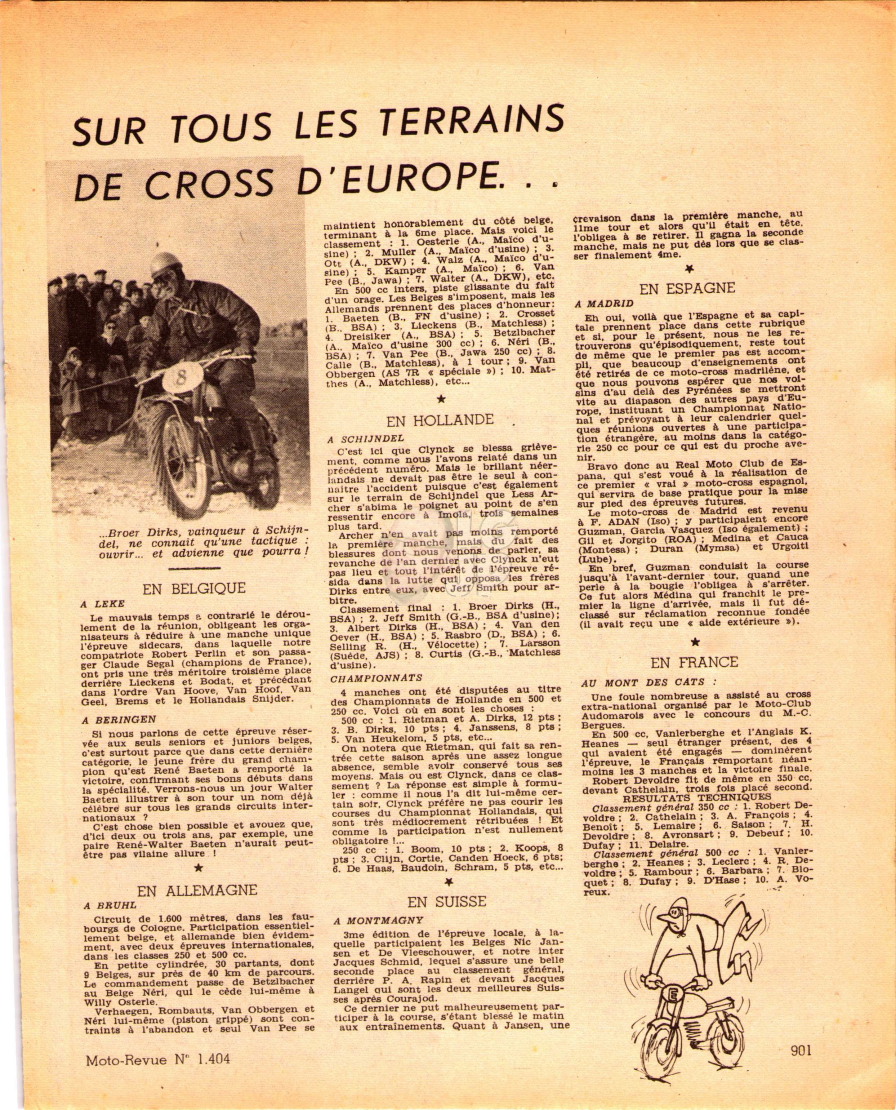 SUR TOUS LES TERRAINS
DE CROSS D'EUROPE. . .
8
...Broer Dirks, vainqueur à Schijn-
del, ne connaît qu'une tactique :
ouvrir... et advienne que pourra !
EN BELGIQUE
A LEKE
Le mauvais temps a contrarié le dérou-
lement de la réunion, obligeant les orga-
nisateurs à réduire à une manche unique
l'épreuve sidecars, dans laquelle notre
compatriote Robert Perlin et son passa-
ger Claude Segal (champions de France),
ont pris une très méritoire troisième place
derrière Lieckens et Bodat, et précédant
dans l'ordre Van Hoove, Van Hoof, Van
Geel, Brems et le Hollandais Snijder.
A BERINGEN
Si nous parlons de cette épreuve réser-
vée aux seuls seniors et juniors belges,
c'est surtout parce que dans cette dernière
catégorie, le jeune frère du grand cham-
pion qu'est René Baeten a remporté la
victoire, confirmant ses bons débuts dans
la spécialité. Verrons-nous un jour Walter
Baeten illustrer à son tour un nom déjà
célèbre sur tous les grands circuits inter-
nationaux ?
C'est chose bien possible et avouez que,
d'ici deux ou trois ans, par exemple, une
paire René-Walter Baeten n'aurait peut-
être pas vilaine allure !
★
EN ALLEMAGNE
A BRUHL
Circuit de 1.600 mètres, dans les fau-
bourgs de Cologne. Participation essentiel-
lement belge, et allemande bien évidem-
ment, avec deux épreuves internationales,
dans les classes 250 et 500 cc.
En petite cylindrée, 30 partants, dont
9 Belges, sur près de 40 km de parcours.
Le commandement passe de Betzlbacher
au Belge Néri, qui le cède lui-même à
Willy Osterle.
Verhaegen, Rombauts, Van Obbergen et
Néri lui-même (piston grippé) sont con-
traints à l'abandon et seul Van Pee se
maintient honorablement du côté belge,
terminant à la 6me place. Mais voici le
classement : 1. Oesterle (A., Maïco d'u-
sine) ; 2. Muller (A., Maïco d'usine) ; 3.
Ott (A., DKW) ; 4. Walz (A., Maïco d'u-
sine) ; 5. Kamper (A., Maïco) ; 6. Van
Pee (B., Jawa) ; 7. Walter (A., DKW), etc.
En 500 cc inters, piste glissante du fait
d'un orage. Les Belges s'imposent, mais les
Allemands prennent des places d'honneur:
1. Baeten (B., FN d'usine) ; 2. Crosset
(B., BSA) ; 3. Lieckens (B., Matchless) ;
4. Dreisiker (A., BSA) ; 5. Betzlbacher
(A., Maïco d'usine 300 cc) ; 6. Néri (B.,
BSA) ; 7. Van Pee (B., Jawa 250 cc) ; 8.
Calle (B., Matchless), à 1 tour ; 9. Van
Obbergen (AS 7R « spéciale ») ; 10. Mat-
thes (A., Matchless), etc...
★
EN HOLLANDE
A SCHIJNDEL
C'est ici que Clynck se blessa griève-
ment, comme nous l'avons relaté dans un
précédent numéro. Mais le brillant néer-
landais ne devait pas être le seul à con-
naître l'accident puisque c'est également
sur le terrain de Schijndel que Less Ar-
cher s'abima le poignet au point de s'en
ressentir encore à Imola, trois semaines
plus tard.
Archer n'en avait pas moins remporté
la première manche, mais du fait des
blessures dont nous venons de parler, sa
revanche de l'an dernier avec Clynck n'eut
pas lieu et tout l'intérêt de l'épreuve ré-
sida dans la lutte qui opposa les frères
Dirks entre eux, avec Jeff Smith pour ar-
bitre.
Classement final : 1. Broer Dirks (H.,
BSA) ; 2. Jeff Smith (G.-B., BSA d'usine);
3. Albert Dirks (H., BSA) ; 4. Van den
Oever (H., BSA) ; 5. Rasbro (D., BSA) ; 6.
Selling R. (H., Vélocette) ; 7. Larsson
(Suède, AJS) ; 8. Curtis (G.-B., Matchless
d'usine).
CHAMPIONNATS
4 manches ont été disputées au titre
des Championnats de Hollande en 500 et
250 cc. Voici où en sont les choses :
500 cc : 1. Rietman et A. Dirks, 12 pts ;
3. B. Dirks, 10 pts ; 4. Janssens, 8 pts ;
5. Van Heukelom, 5 pts, etc...
On notera que Rietman, qui fait sa ren-
trée cette saison après une assez longue
absence, semble avoir conservé tous ses
moyens. Mais ou est Clynck, dans ce clas-
sement ? La réponse est simple à formu-
ler : comme il nous l'a dit lui-même cer-
tain soir, Clynck préfère ne pas courir les
courses du Championnat Hollandais, qui
sont très médiocrement rétribuées ! Et
comme la participation n'est nullement
obligatoire !...
250 cc : 1. Boom, 10 pts ; 2. Koops, 8
pts ; 3. Clijn, Cortie, Canden Hoeck, 6 pts;
6. De Haas, Baudoin, Schram, 5 pts, etc...
★
EN SUISSE
A MONTMAGNY
3me édition de l'épreuve locale, à la-
quelle participaient les Belges Nic Jan-
sen et De Vleeschouwer, et notre inter
Jacques Schmid, lequel s'assure une belle
seconde place au classement général,
derrière P. A. Rapin et devant Jacques
Langel qui sont les deux meilleurs Suis-
ses après Courajod.
Ce dernier ne put malheureusement par-
ticiper à la course, s'étant blessé le matin
aux entraînements. Quant à Jansen, une
crevaison dans la première manche, au
11me tour et alors qu'il était en tête,
l'obligea à se retirer. Il gagna la seconde
manche, mais ne put dès lors que se clas-
ser finalement 4me.
★
EN ESPAGNE
A MADRID
Eh oui, voilà que l'Espagne et sa capi-
tale prennent place dans cette rubrique
et si, pour le présent, nous ne les re-
trouverons qu'épisodiquement, reste tout
de même que le premier pas est accom-
pli, que beaucoup d'enseignements ont
été retirés de ce moto-cross madrilène, et
que nous pouvons espérer que nos voi-
sins d'au delà des Pyrénées se mettront
vite au diapason des autres pays d'Eu-
rope, instituant un Championnat Natio-
nal et prévoyant à leur calendrier quel-
ques réunions ouvertes à une participa-
tion étrangère, au moins dans la catégo-
rie 250 cc pour ce qui est du proche ave-
nir.
Bravo donc au Real Moto Club de Es-
pana, qui s'est voué à la réalisation de
ce premier « vrai » moto-cross espagnol,
qui servira de base pratique pour la mise
sur pied des épreuves futures.
Le moto-cross de Madrid est revenu
à F. ADAN (Iso) ; y participaient encore
Guzman, Garcia Vasquez (Iso également) ;
Gil et Jorgito (ROA) ; Medina et Cauca
(Montesa) ; Duran (Mymsa) et Urgoiti
(Lube).
En bref, Guzman conduisit la course
jusqu'à l'avant-dernier tour, quand une
perle à la bougie l'obligea à s'arrêter.
Ce fut alors Médina qui franchit le pre-
mier la ligne d'arrivée, mais il fut dé-
classé sur réclamation reconnue fondée
(il avait reçu une « aide extérieure »).
★
EN FRANCE
AU MONT DES CATS :
Une foule nombreuse a assisté au cross
extra-national organisé par le Moto-Club
Audomarois avec le concours du M.-C.
Bergues.
En 500 cc, Vanlerberghe et l'Anglais K.
Heanes — seul étranger présent, des 4
qui avaient été engagés — dominèrent
l'épreuve, le Français remportant néan-
moins les 3 manches et la victoire finale.
Robert Devoldre fit de même en 350 cc,
devant Cathelain, trois fois placé second.
RESULTATS TECHNIQUES
Classement général 350 cc : 1. Robert De-
voldre ; 2. Cathelain ; 3. A. François ; 4.
Benoit ; 5. Lemaire ; 6. Saison ; 7. H.
Devoldre ; 8. Avronsart ; 9. Debeuf ; 10.
Dufay ; 11. Delaire.
Classement général 500 cc : 1. Vanler-
berghe ; 2. Heanes ; 3. Leclerc ; 4. R. De-
voldre ; 5. Rambour ; 6. Barbara ; 7. Blo-
quet ; 8. Dufay ; 9. D'Hase ; 10. A. Vo-
reux.
E
Moto-Revue N° 1.404
901